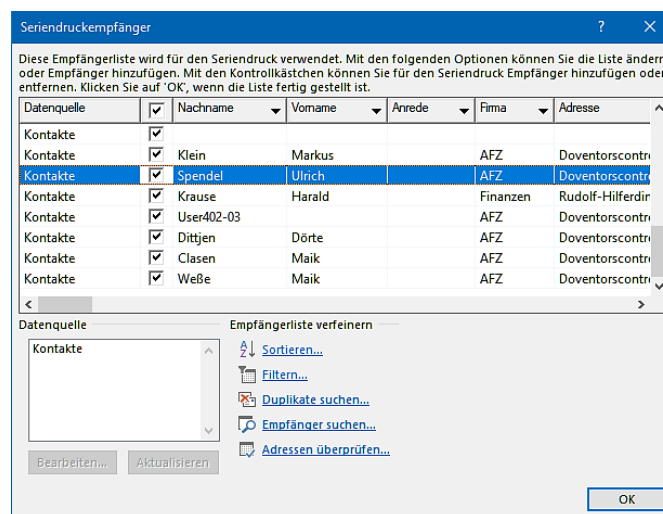 Seriendruckempfänger ?
Diese Empfängerliste wird für den Seriendruck verwendet. Mit den folgenden Optionen können Sie die Liste ändern
oder Empfänger hinzufügen. Mit den Kontrollkästchen können Sie für den Seriendruck Empfänger hinzufügen oder
entfernen. Klicken Sie auf 'OK', wenn die Liste fertig gestellt ist.
Datenquelle Nachname Vorname Anrede Firma Adresse
Kontakte
Kontakte Klein Markus AFZ Doventorscontre
Kontakte Spendel Ulrich AFZ Doventorscontre
Kontakte Krause Harald Finanzen Rudolf-Hilferdin
Kontakte User402-03 AFZ Doventorscontre
Kontakte Dittjen Dörte AFZ Doventorscontre
Kontakte Clasen Maik AFZ Doventorscontre
Kontakte Weße Maik AFZ Doventorscontre
Datenquelle Empfängerliste verfeinern
Kontakte
Sortieren...
Filtern...
Duplikate suchen...
Empfänger suchen...
Adressen überprüfen...
Bearbeiten... Aktualisieren
OK